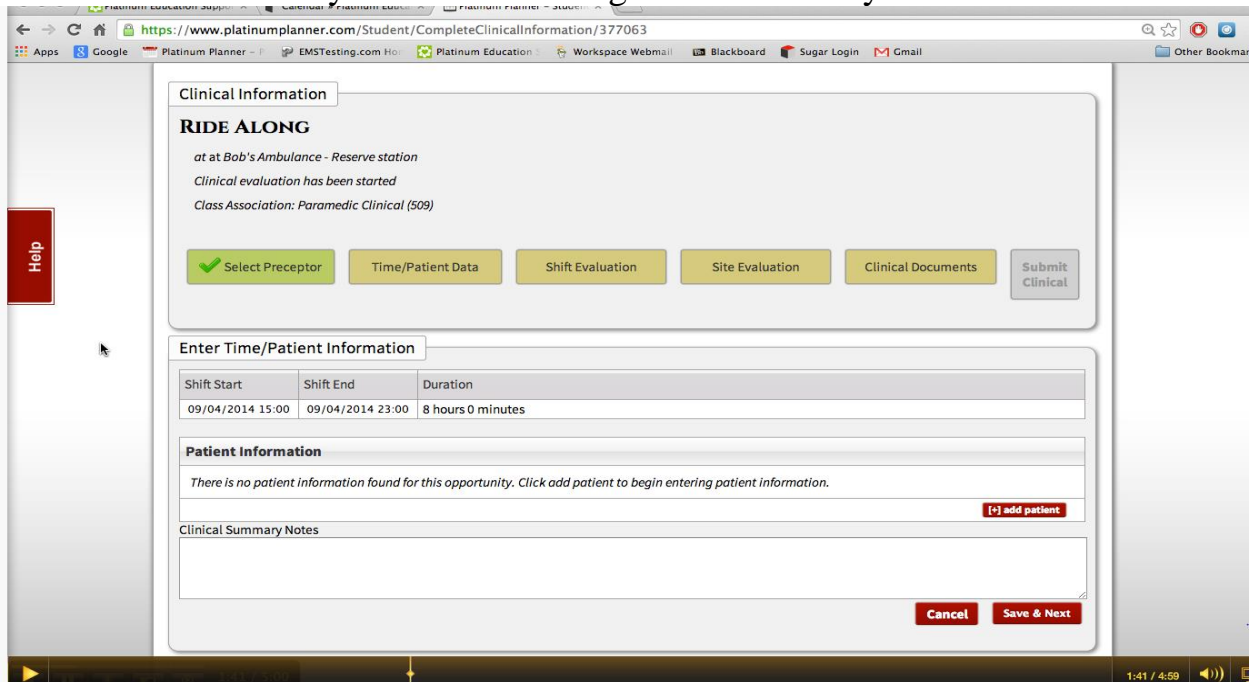 https://www.platinumplanner.com/Student/CompleteClinicalInformation/377063
Apps Google Platinum Planner - EMSTesting.com Hor Platinum Education Workspace Webmail Blackboard Sugar Login Gmail Other Bookmar
Clinical Information
RIDE ALONG
at at Bob's Ambulance - Reserve station
Clinical evaluation has been started
Class Association: Paramedic Clinical (509)
Help
Select Preceptor Time/Patient Data Shift Evaluation Site Evaluation Clinical Documents Submit Clinical
Enter Time/Patient Information
Shift Start Shift End Duration
09/04/2014 15:00 09/04/2014 23:00 8 hours 0 minutes
Patient Information
There is no patient information found for this opportunity. Click add patient to begin entering patient information.
[+] add patient
Clinical Summary Notes
Cancel Save & Next
1:41 / 4:59